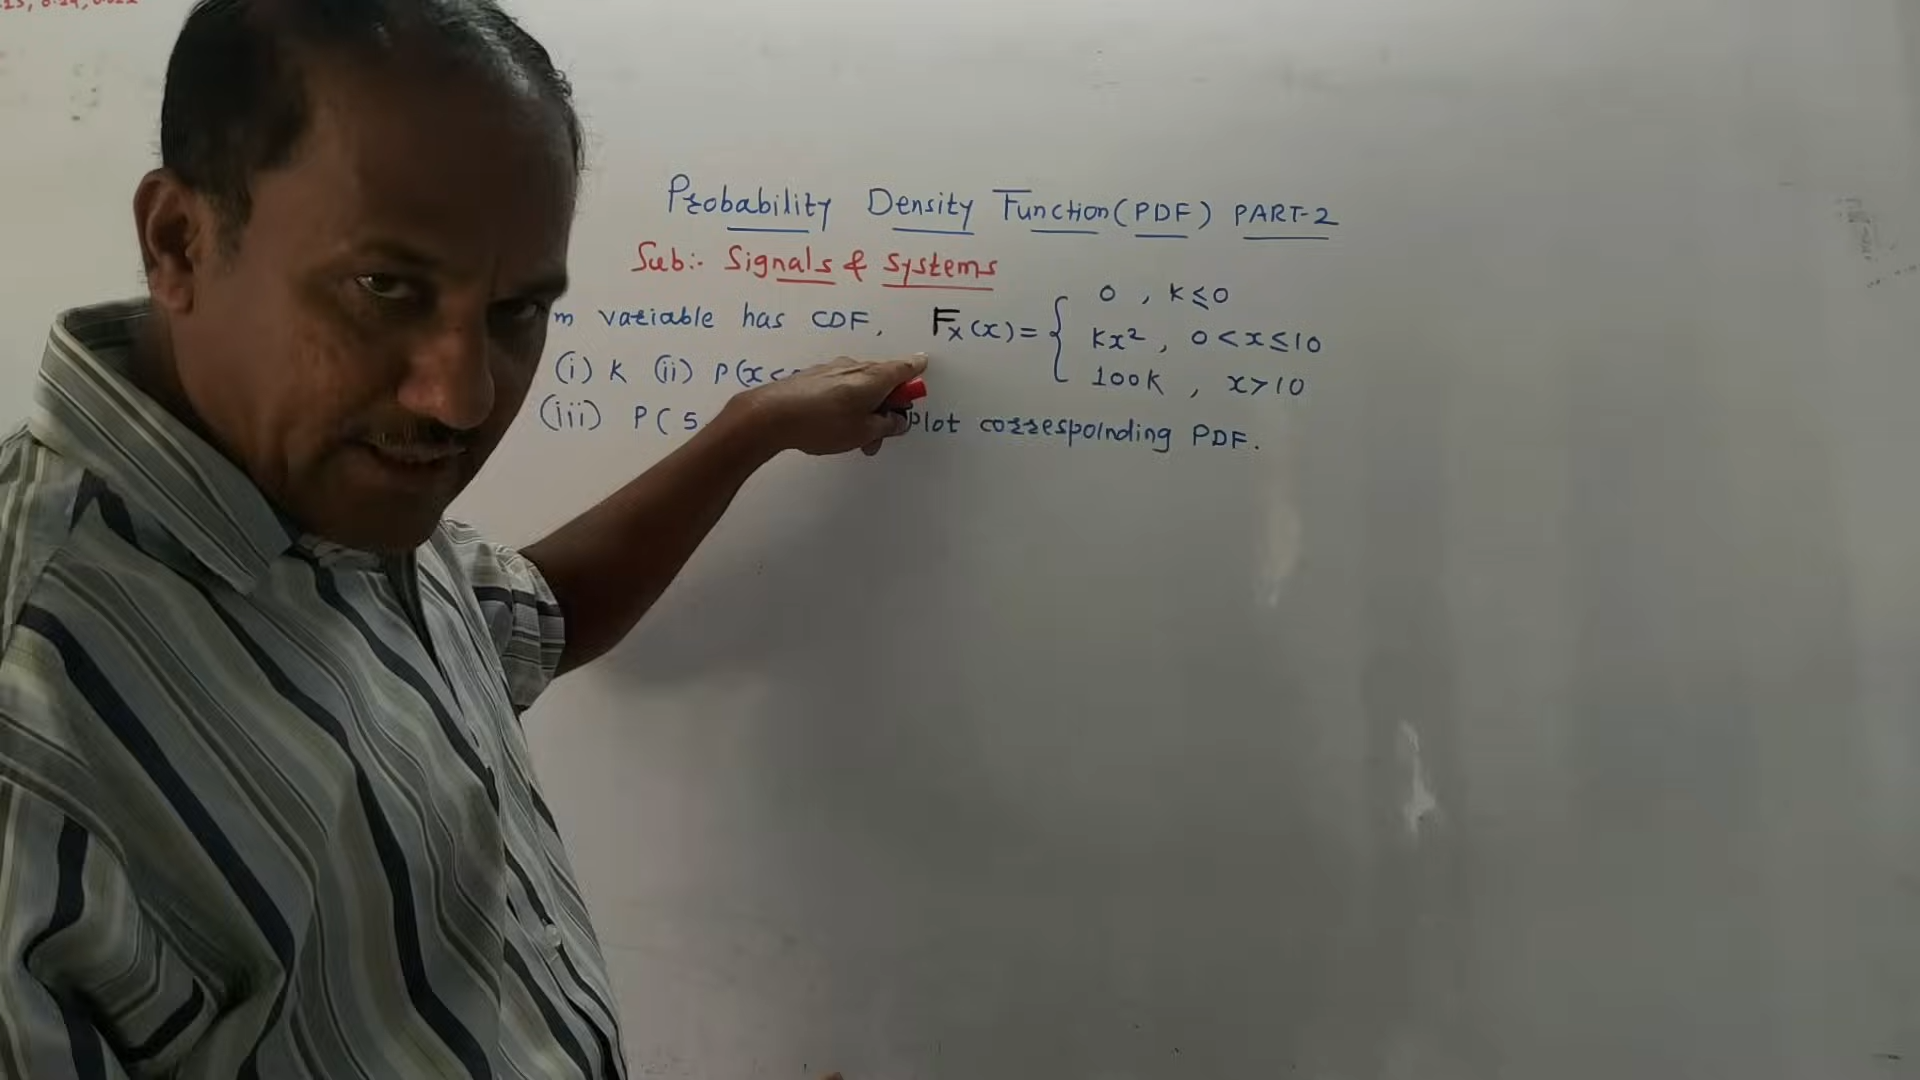 Probability Density Function (PDF) PART-2
Sub:- Signals & Systems
m variable has CDF, Fx(x) = { 0 , K≤0
Kx², 0<x≤10
100K , x>10
(i) K (ii) P(x<
(iii) P(5 Plot correspolnding PDF.